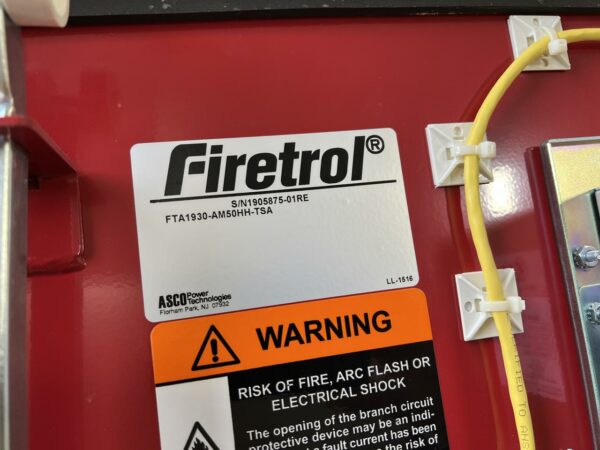 Firetrol®
S/N1905875-01RE
FTA1930-AM50HH-TSA
ASCO Power Technologies
Florham Park, NJ 07932
LL-1516
WARNING
RISK OF FIRE, ARC FLASH OR
ELECTRICAL SHOCK
The opening of the branch circuit
protective device may be an indi-
a fault current has been
the risk of
TO ANS